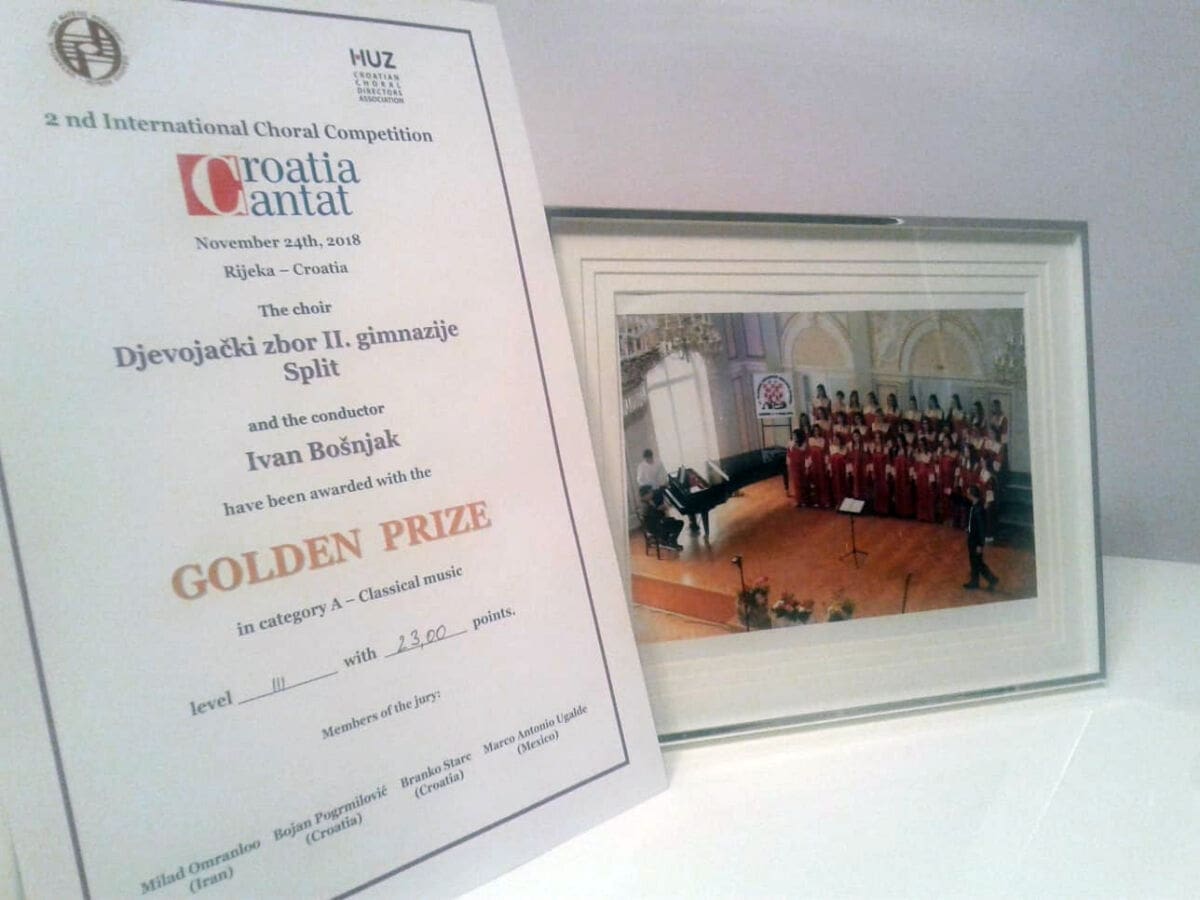 HUZ
CROATIAN
CHORAL
DIRECTORS
ASSOCIATION
2 nd International Choral Competition
Croatia
Cantat
November 24th, 2018
Rijeka – Croatia
The choir
Djevojački zbor II. gimnazije
Split
and the conductor
Ivan Bošnjak
have been awarded with the
GOLDEN PRIZE
in category A – Classical music
level III with 23,00 points.
Members of the jury:
Milad Omranloo Bojan Pogrmilović Branko Starc Marco Antonio Ugalde
(Iran) (Croatia) (Croatia) (Mexico)